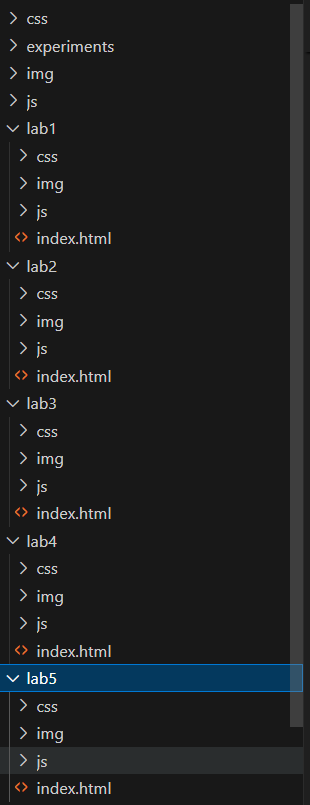 css
experiments
img
js
lab1
css
img
js
index.html
lab2
css
img
js
index.html
lab3
css
img
js
index.html
lab4
css
img
js
index.html
lab5
css
img
js
index.html